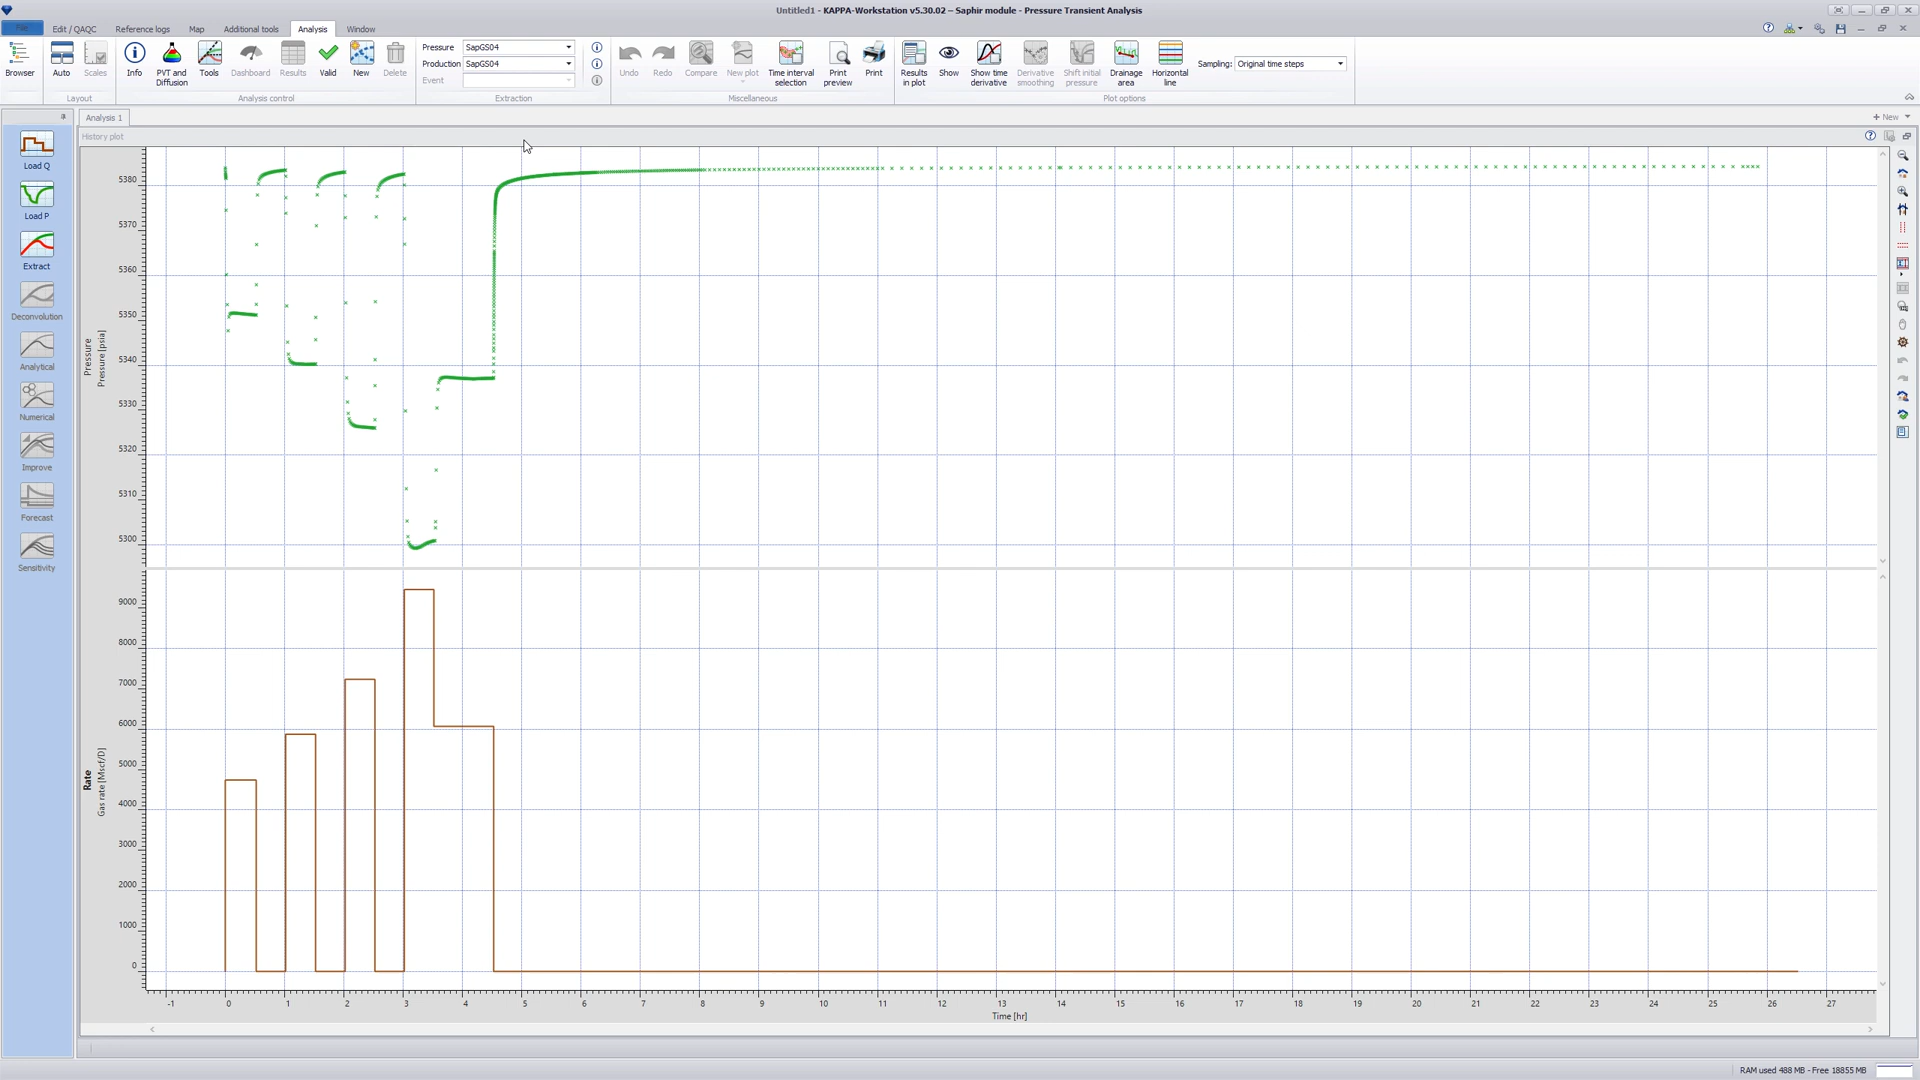 Untitled1 - KAPPA-Workstation v5.30.02 -- Saphir module - Pressure Transient Analysis
Edit / QAQC Reference logs Map Additional tools Analysis Window
Browser
Auto Scales
Layout
Info PVT and Diffusion Tools Dashboard Results Valid New Delete
Analysis control
Pressure SapGS04
Production SapGS04
Event
Extraction
Undo Redo Compare New plot Time interval selection Print preview Print
Miscellaneous
Results in plot Show Show time derivative Derivative smoothing Shift initial pressure Drainage area Horizontal line
Sampling: Original time steps
Plot options
Analysis 1
+ New
History plot
Load Q
Load P
Extract
Deconvolution
Analytical
Numerical
Improve
Forecast
Sensitivity
Pressure
Pressure [psia]
5380
5370
5360
5350
5340
5330
5320
5310
5300
Rate
Gas rate [Mscf/D]
9000
8000
7000
6000
5000
4000
3000
2000
1000
0
-1 0 1 2 3 4 5 6 7 8 9 10 11 12 13 14 15 16 17 18 19 20 21 22 23 24 25 26 27
Time [hr]
RAM used 488 MB - Free 18855 MB